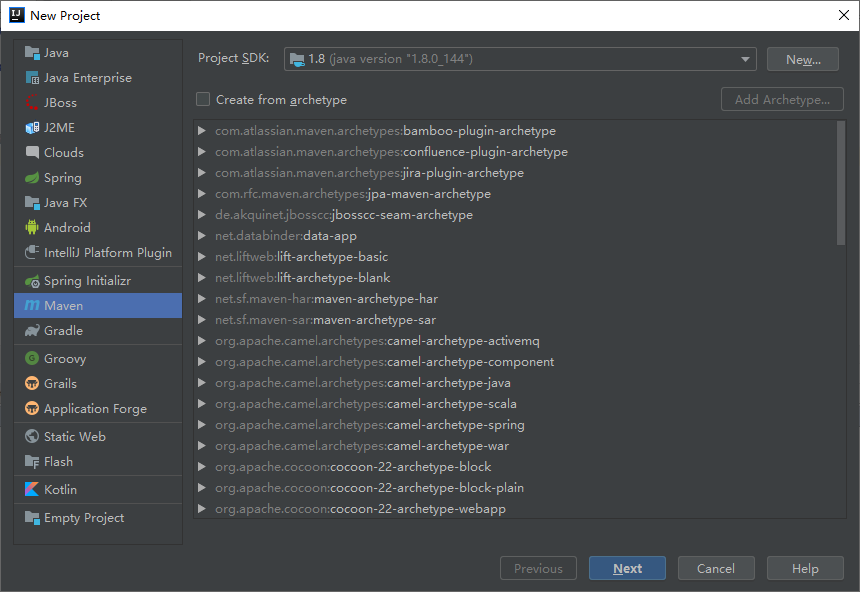 New Project
Java
Java Enterprise
JBoss
J2ME
Clouds
Spring
Java FX
Android
IntelliJ Platform Plugin
Spring Initializr
Maven
Gradle
Groovy
Grails
Application Forge
Static Web
Flash
Kotlin
Empty Project
Project SDK: 1.8 (java version "1.8.0_144") New...
Create from archetype Add Archetype...
com.atlassian.maven.archetypes:bamboo-plugin-archetype
com.atlassian.maven.archetypes:confluence-plugin-archetype
com.atlassian.maven.archetypes:jira-plugin-archetype
com.rfc.maven.archetypes:jpa-maven-archetype
de.akquinet.jbosscc:jbosscc-seam-archetype
net.databinder:data-app
net.liftweb:lift-archetype-basic
net.liftweb:lift-archetype-blank
net.sf.maven-har:maven-archetype-har
net.sf.maven-sar:maven-archetype-sar
org.apache.camel.archetypes:camel-archetype-activemq
org.apache.camel.archetypes:camel-archetype-component
org.apache.camel.archetypes:camel-archetype-java
org.apache.camel.archetypes:camel-archetype-scala
org.apache.camel.archetypes:camel-archetype-spring
org.apache.camel.archetypes:camel-archetype-war
org.apache.cocoon:cocoon-22-archetype-block
org.apache.cocoon:cocoon-22-archetype-block-plain
org.apache.cocoon:cocoon-22-archetype-webapp
Previous Next Cancel Help